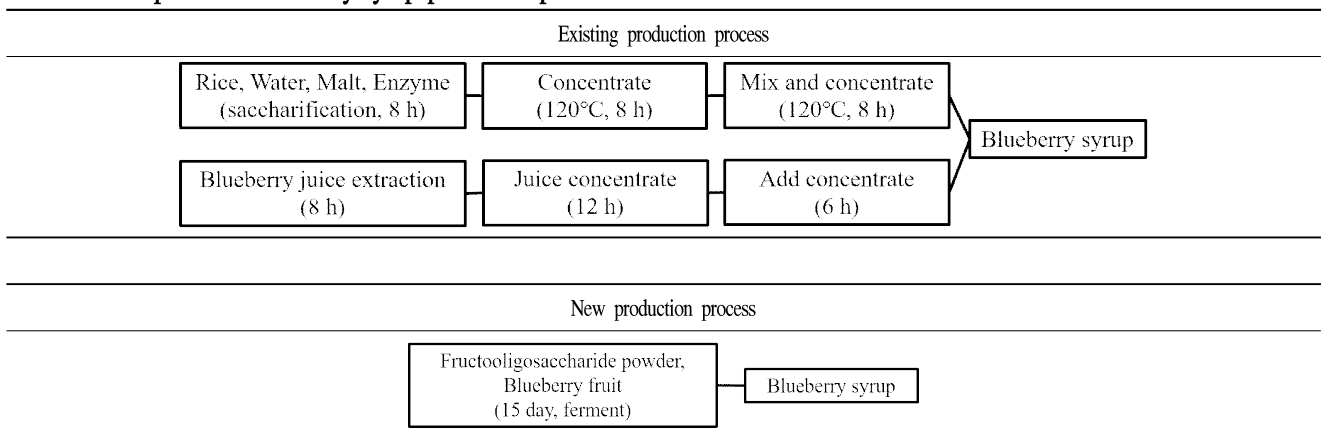 Existing production process
Rice, Water, Malt, Enzyme
(saccharification, 8 h)
Concentrate
(120°C, 8 h)
Mix and concentrate
(120°C, 8 h)
Blueberry syrup
Blueberry juice extraction
(8 h)
Juice concentrate
(12 h)
Add concentrate
(6 h)
New production process
Fructooligosaccharide powder,
Blueberry fruit
(15 day, ferment)
Blueberry syrup